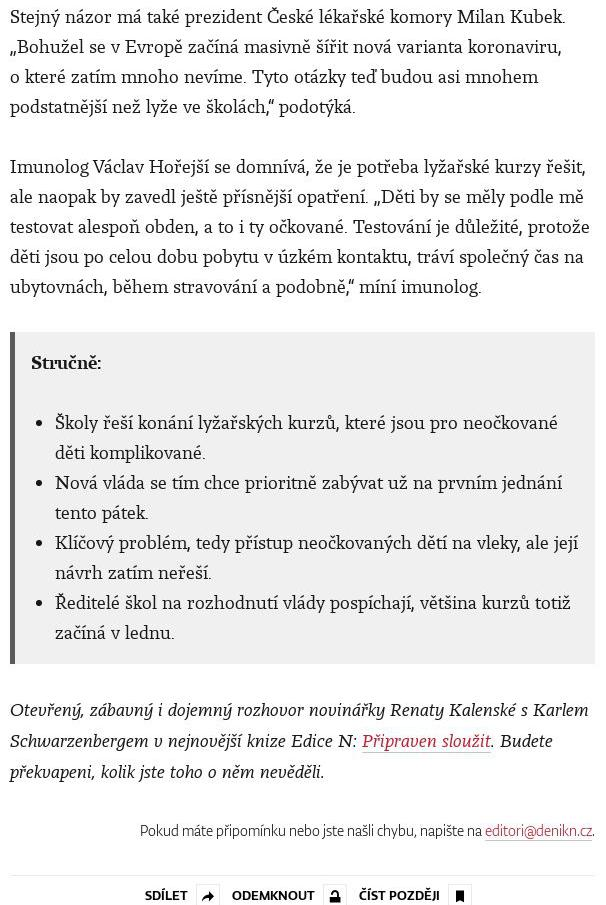 Stejný názor má také prezident České lékařské komory Milan Kubek.
„Bohužel se v Evropě začíná masivně šířit nová varianta koronaviru,
o které zatím mnoho nevíme. Tyto otázky teď budou asi mnohem
podstatnější než lyže ve školách,“ podotýká.
Imunolog Václav Hořejší se domnívá, že je potřeba lyžařské kurzy řešit,
ale naopak by zavedl ještě přísnější opatření. „Děti by se měly podle mě
testovat alespoň obden, a to i ty očkované. Testování je důležité, protože
děti jsou po celou dobu pobytu v úzkém kontaktu, tráví společný čas na
ubytovnách, během stravování a podobně,“ míní imunolog.
Stručně:
• Školy řeší konání lyžařských kurzů, které jsou pro neočkované
děti komplikované.
• Nová vláda se tím chce prioritně zabývat už na prvním jednání
tento pátek.
• Klíčový problém, tedy přístup neočkovaných dětí na vleky, ale její
návrh zatím neřeší.
• Ředitelé škol na rozhodnutí vlády pospíchají, většina kurzů totiž
začíná v lednu.
Otevřený, zábavný i dojemný rozhovor novinářky Renaty Kalenské s Karlem
Schwarzenbergem v nejnovější knize Edice N: Připraven sloužit. Budete
překvapeni, kolik jste toho o něm nevěděli.
Pokud máte připomínku nebo jste našli chybu, napište na editori@denikn.cz.
SDÍLET ODEMKNOUT ČÍST POZDĚJI